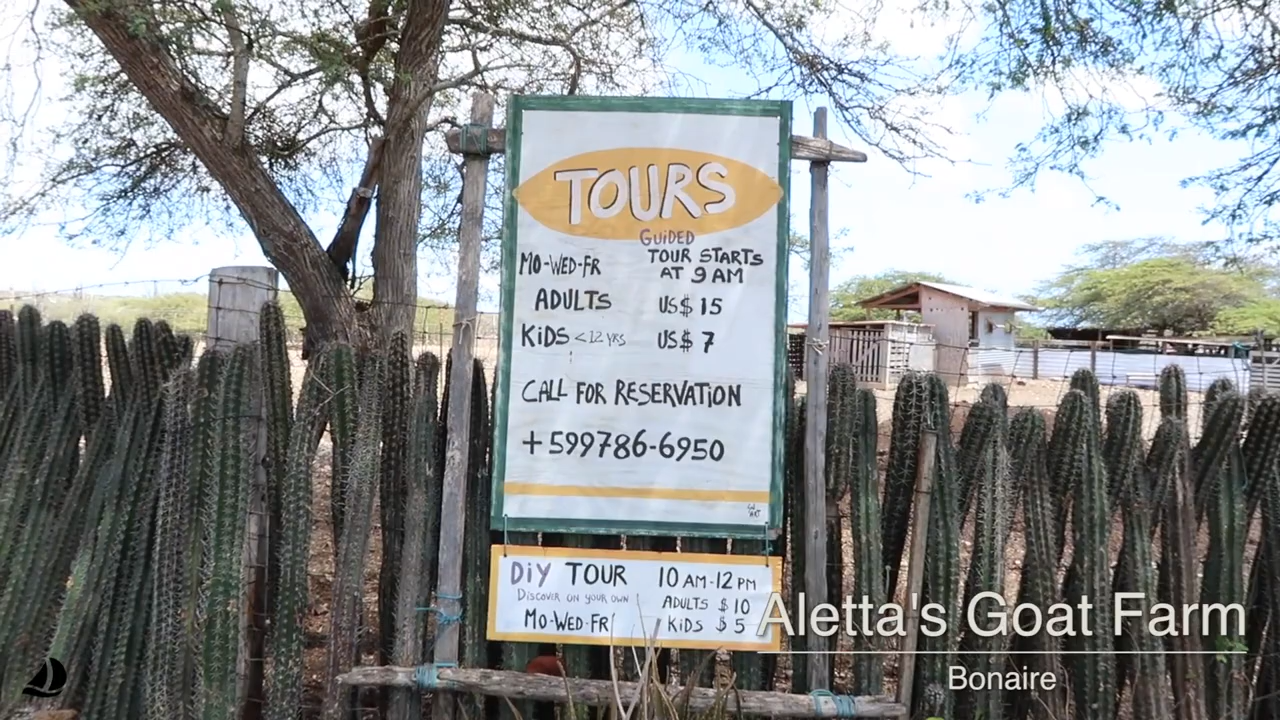 TOURS
GUiDED
MO-WED-FR TOUR STARTS
AT 9 AM
ADULTS US$ 15
KiDS <12 YRS US$ 7
CALL FOR RESERVATiON
+599786-6950
DiY TOUR 10 AM-12 PM
DISCOVER ON YOUR OWN ADULTS $10
MO-WED-FR KiDS $5
Aletta's Goat Farm
Bonaire